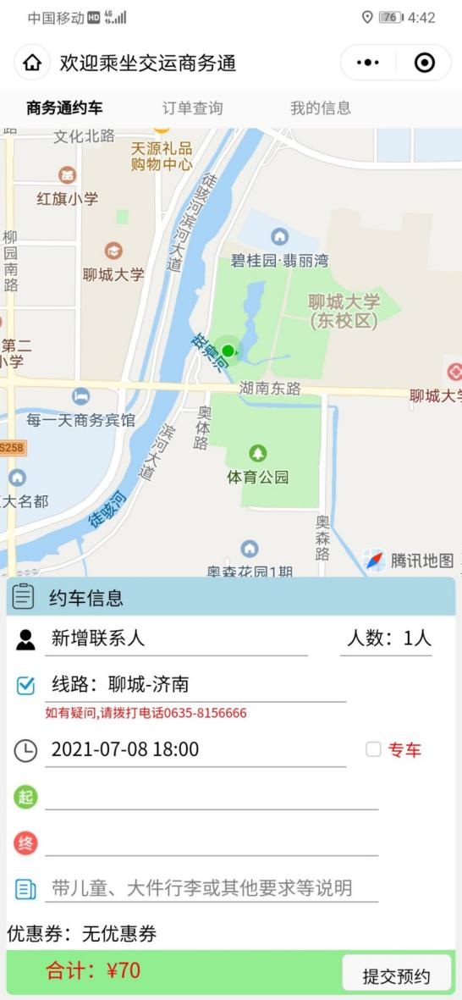 中国移动 HD 4G 76 4:42
欢迎乘坐交运商务通
商务通约车 订单查询 我的信息
文化北路
天源礼品
购物中心
红旗小学
徒骇河滨河大道
柳园南路
碧桂园·翡丽湾
聊城大学
聊城大学
(东校区)
第二
小学
斑滑河
湖南东路
聊城大学
每一天商务宾馆
奥体路
S258
滨河大道
体育公园
大名都
徒骇河
奥森路
腾讯地图
奥森花园1期
约车信息
新增联系人 人数：1人
线路：聊城-济南
如有疑问,请拨打电话0635-8156666
2021-07-08 18:00 专车
起
终
带儿童、大件行李或其他要求等说明
优惠券：无优惠券
合计：¥70 提交预约